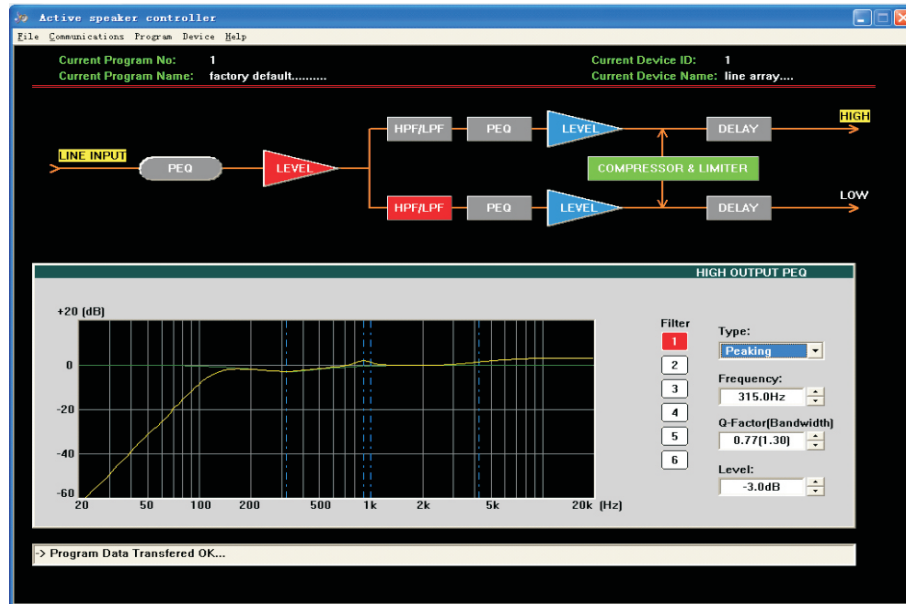 Active speaker controller
File Communications Program Device Help
Current Program No: 1
Current Device ID: 1
Current Program Name: factory default..........
Current Device Name: line array....
HIGH
HPF/LPF PEQ LEVEL DELAY
LINE INPUT
PEQ LEVEL COMPRESSOR & LIMITER
LOW
HPF/LPF PEQ LEVEL DELAY
HIGH OUTPUT PEQ
+20 (dB)
0
-20
-40
-60
20 50 100 200 500 1k 2k 5k 20k (Hz)
Filter
1
2
3
4
5
6
Type:
Peaking
Frequency:
315.0Hz
Q-Factor(Bandwidth)
0.77(1.30)
Level:
-3.0dB
-> Program Data Transfered OK...